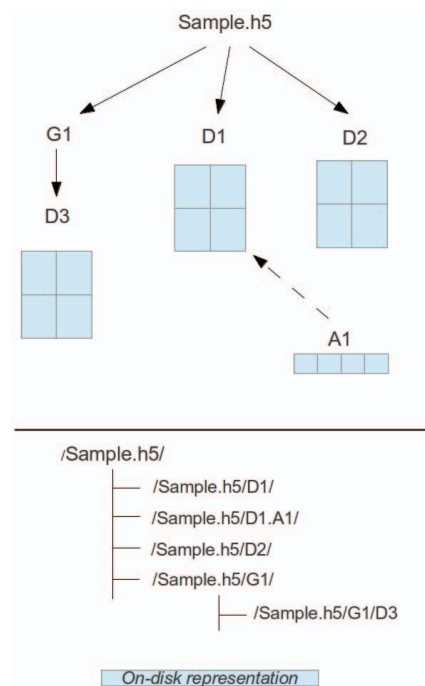 Sample.h5
G1
D1
D2
D3
A1
/Sample.h5/
/Sample.h5/D1/
/Sample.h5/D1.A1/
/Sample.h5/D2/
/Sample.h5/G1/
/Sample.h5/G1/D3
On-disk representation